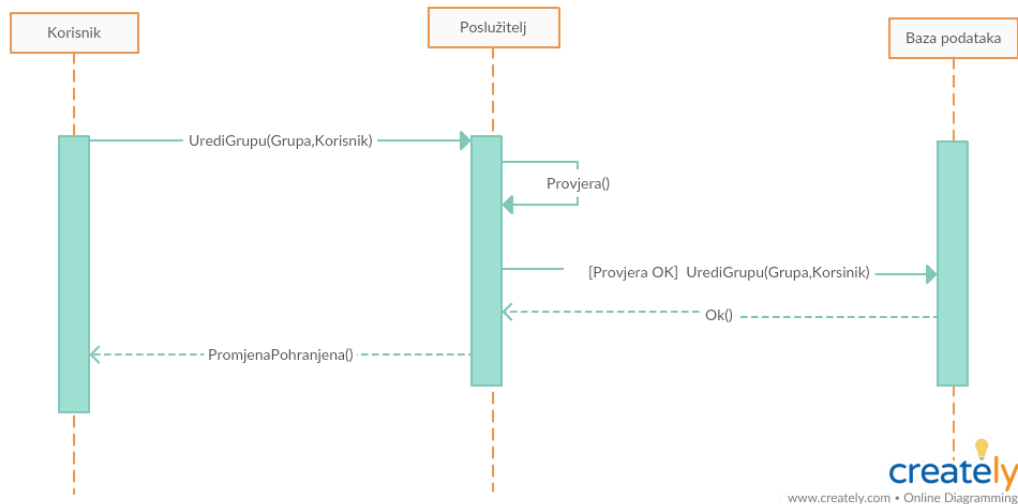 Korisnik
Poslužitelj
Baza podataka
UrediGrupu(Grupa,Korisnik)
Provjera()
[Provjera OK] UrediGrupu(Grupa,Korsinik)
Ok()
PromjenaPohranjena()
creately
www.creately.com • Online Diagramming